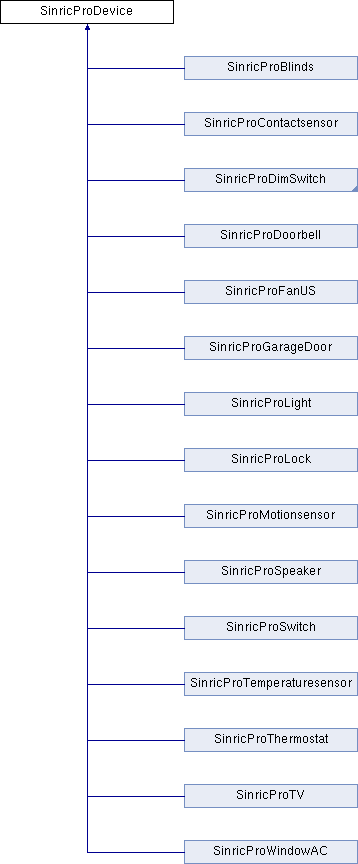 SinricProDevice
SinricProBlinds
SinricProContactsensor
SinricProDimSwitch
SinricProDoorbell
SinricProFanUS
SinricProGarageDoor
SinricProLight
SinricProLock
SinricProMotionsensor
SinricProSpeaker
SinricProSwitch
SinricProTemperaturesensor
SinricProThermostat
SinricProTV
SinricProWindowAC